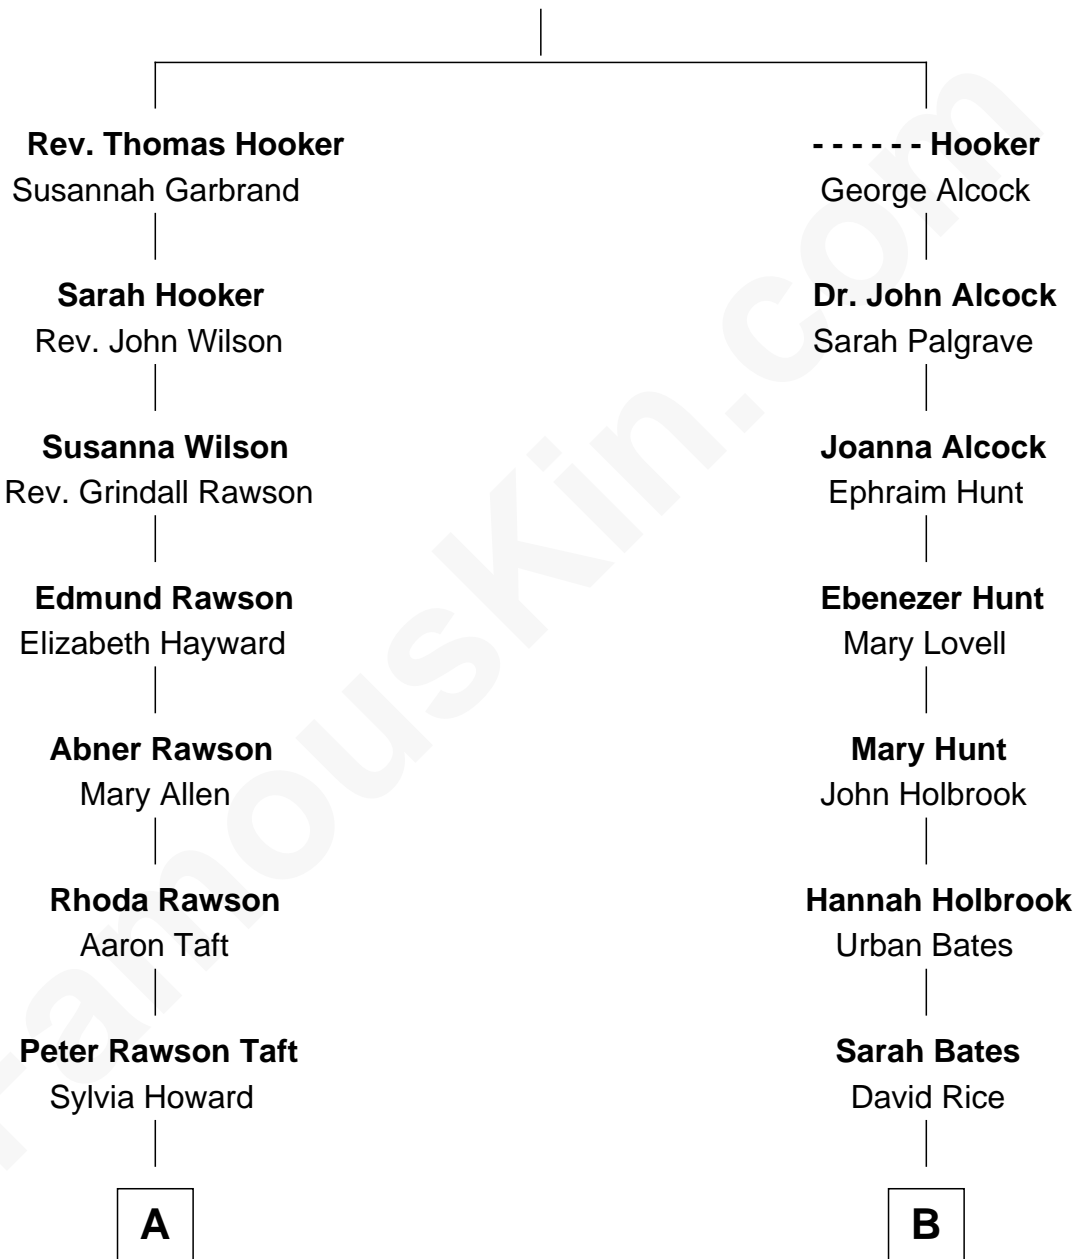 Rev. Thomas Hooker
Susannah Garbrand
- - - - - - Hooker
George Alcock
Sarah Hooker
Rev. John Wilson
Dr. John Alcock
Sarah Palgrave
Susanna Wilson
Rev. Grindall Rawson
Joanna Alcock
Ephraim Hunt
Edmund Rawson
Elizabeth Hayward
Ebenezer Hunt
Mary Lovell
Abner Rawson
Mary Allen
Mary Hunt
John Holbrook
Rhoda Rawson
Aaron Taft
Hannah Holbrook
Urban Bates
Peter Rawson Taft
Sylvia Howard
Sarah Bates
David Rice
A
B
FamousKin.com